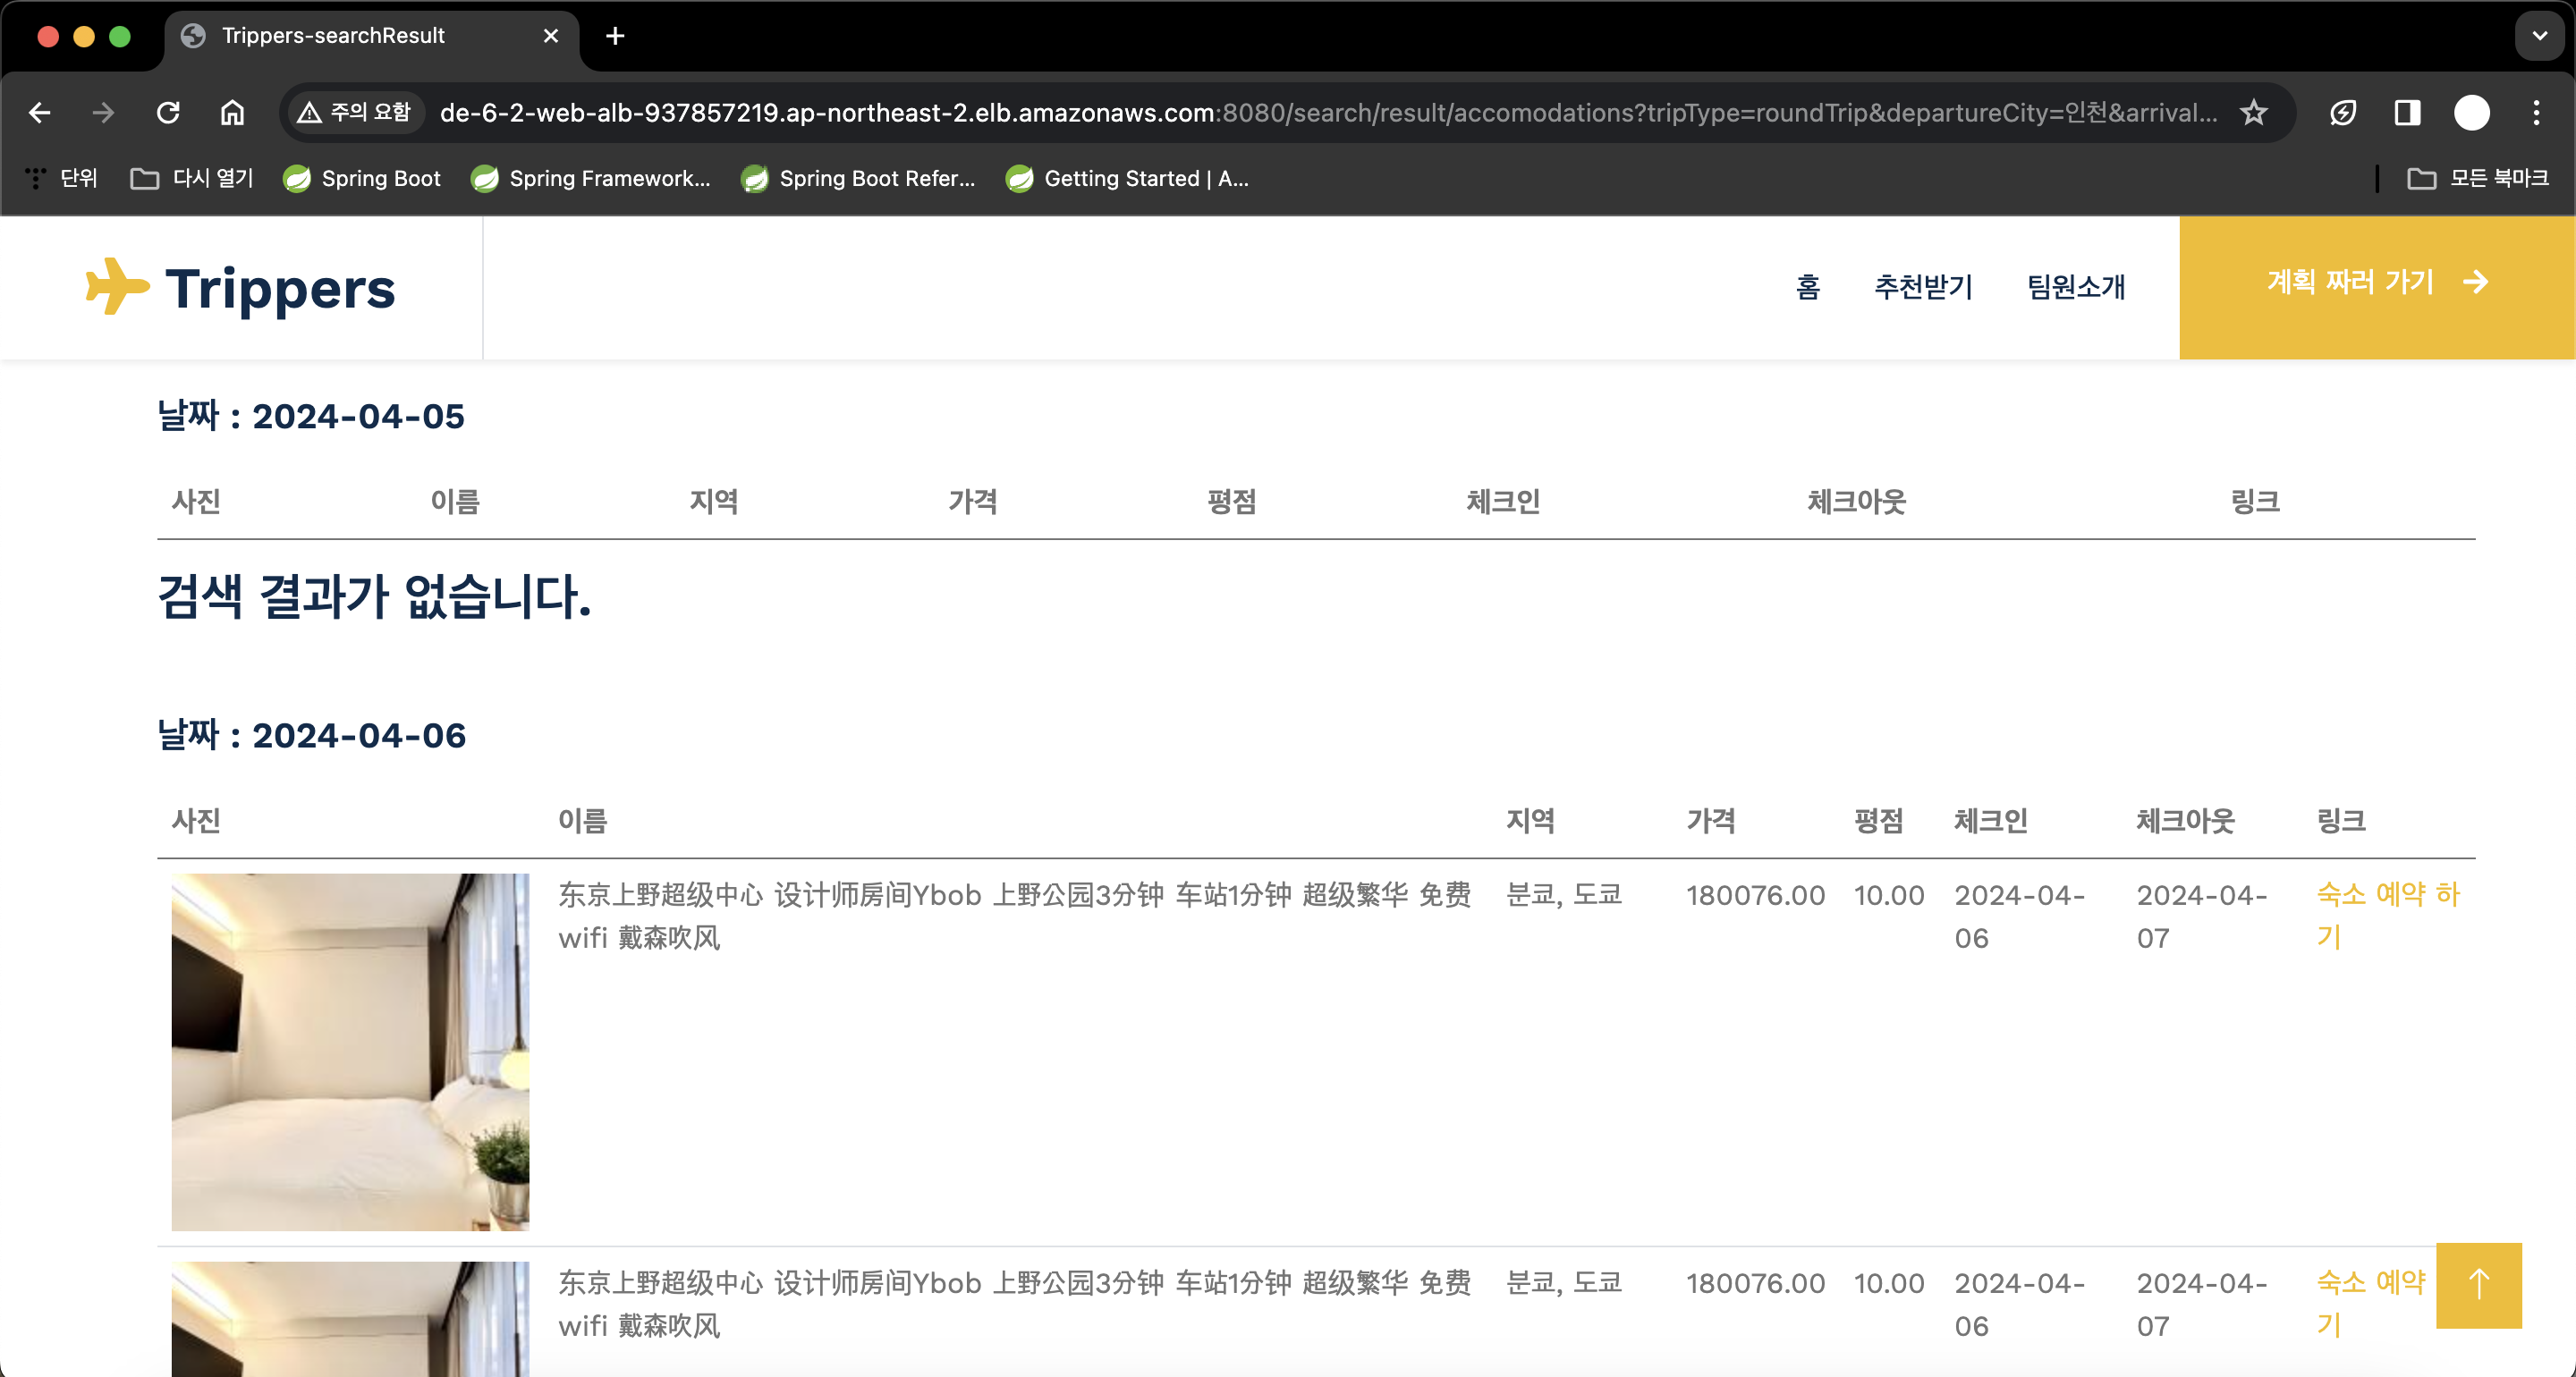 Trippers-searchResult
주의 요함
de-6-2-web-alb-937857219.ap-northeast-2.elb.amazonaws.com:8080/search/result/accomodations?tripType=roundTrip&departureCity=인천&arrival...
단위
다시 열기
Spring Boot
Spring Framework...
Spring Boot Refer...
Getting Started | A...
모든 북마크
Trippers
홈
추천받기
팀원소개
계획 짜러 가기
날짜 : 2024-04-05
사진 이름 지역 가격 평점 체크인 체크아웃 링크
검색 결과가 없습니다.
날짜 : 2024-04-06
사진 이름 지역 가격 평점 체크인 체크아웃 링크
东京上野超级中心 设计师房间Ybob 上野公园3分钟 车站1分钟 超级繁华 免费 분쿄, 도쿄 180076.00 10.00 2024-04- 2024-04- 숙소 예약 하
wifi 戴森吹风 06 07 기
东京上野超级中心 设计师房间Ybob 上野公园3分钟 车站1分钟 超级繁华 免费 분쿄, 도쿄 180076.00 10.00 2024-04- 2024-04- 숙소 예약
wifi 戴森吹风 06 07 기